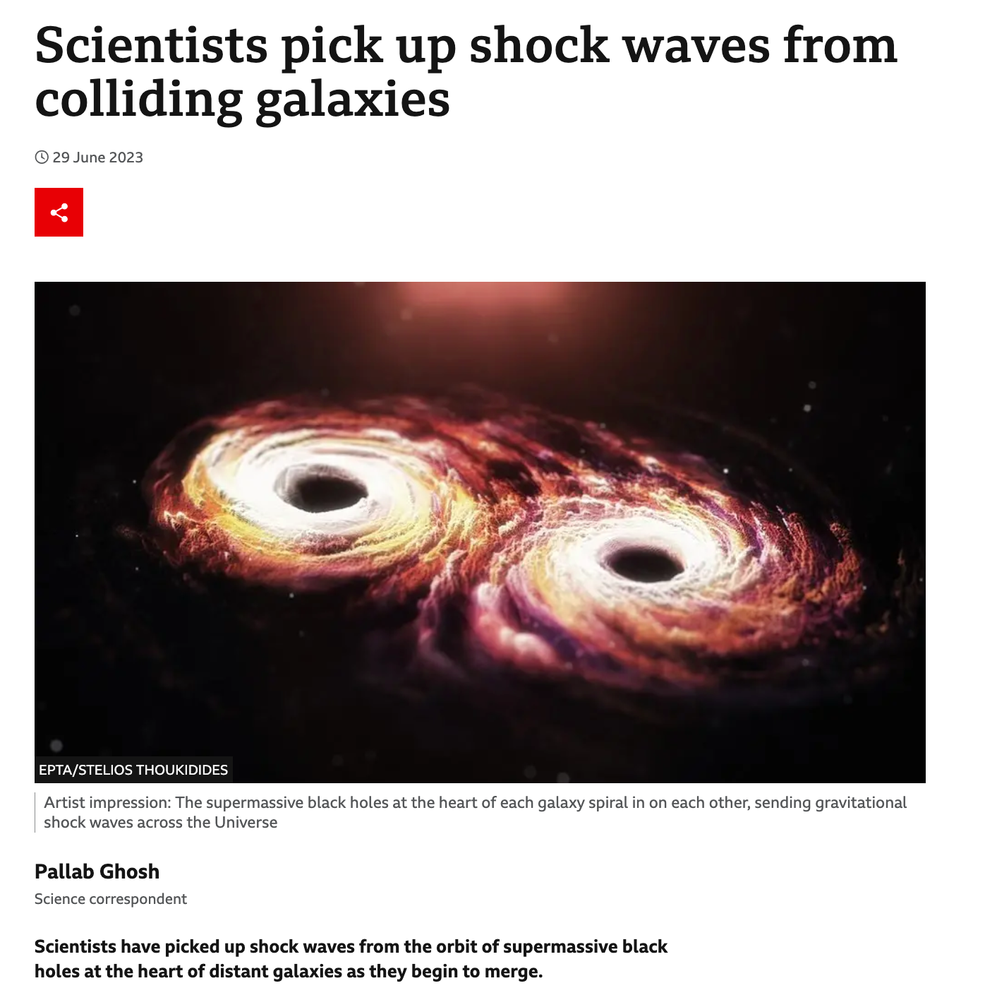 Scientists pick up shock waves from
colliding galaxies
29 June 2023
EPTA/STELIOS THOUKIDIDES
Artist impression: The supermassive black holes at the heart of each galaxy spiral in on each other, sending gravitational
shock waves across the Universe
Pallab Ghosh
Science correspondent
Scientists have picked up shock waves from the orbit of supermassive black
holes at the heart of distant galaxies as they begin to merge.